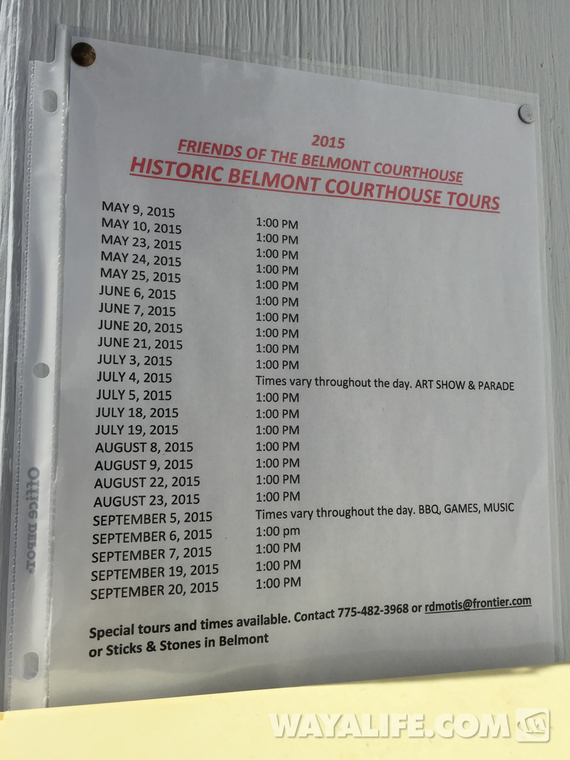 2015
FRIENDS OF THE BELMONT COURTHOUSE
HISTORIC BELMONT COURTHOUSE TOURS
MAY 9, 2015 1:00 PM
MAY 10, 2015 1:00 PM
MAY 23, 2015 1:00 PM
MAY 24, 2015 1:00 PM
MAY 25, 2015 1:00 PM
JUNE 6, 2015 1:00 PM
JUNE 7, 2015 1:00 PM
JUNE 20, 2015 1:00 PM
JUNE 21, 2015 1:00 PM
JULY 3, 2015 1:00 PM
JULY 4, 2015 Times vary throughout the day. ART SHOW & PARADE
JULY 5, 2015 1:00 PM
JULY 18, 2015 1:00 PM
JULY 19, 2015 1:00 PM
AUGUST 8, 2015 1:00 PM
AUGUST 9, 2015 1:00 PM
AUGUST 22, 2015 1:00 PM
AUGUST 23, 2015 1:00 PM
SEPTEMBER 5, 2015 Times vary throughout the day. BBQ, GAMES, MUSIC
SEPTEMBER 6, 2015 1:00 pm
SEPTEMBER 7, 2015 1:00 PM
SEPTEMBER 19, 2015 1:00 PM
SEPTEMBER 20, 2015 1:00 PM
Special tours and times available. Contact 775-482-3968 or rdmotis@frontier.com
or Sticks & Stones in Belmont
Office DEPOT
WAYALIFE.COM